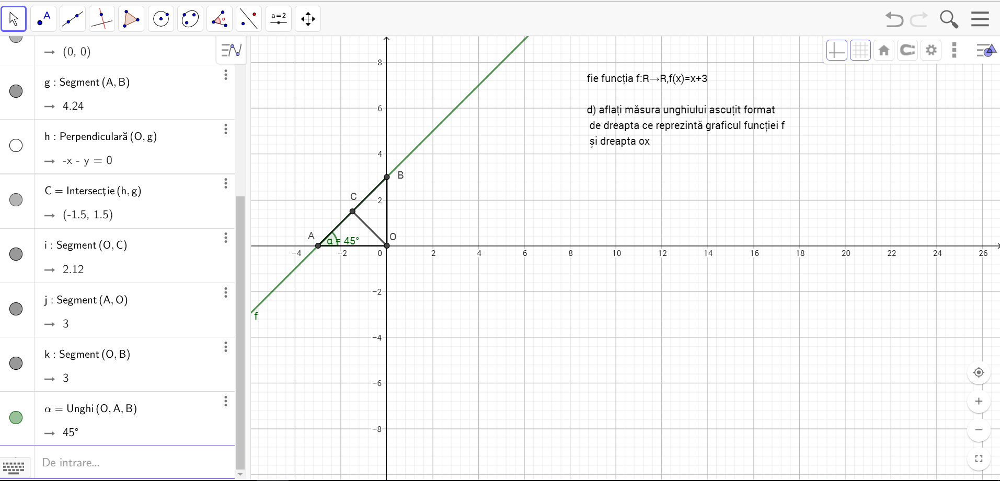 A
α
a=2
→ (0, 0)
g : Segment (A, B)
→ 4.24
h : Perpendiculară (O, g)
→ -x - y = 0
C = Intersecție (h, g)
→ (-1.5, 1.5)
i : Segment (O, C)
→ 2.12
j : Segment (A, O)
→ 3
k : Segment (O, B)
→ 3
α = Unghi (O, A, B)
→ 45°
De intrare...
fie funcția f:R→R,f(x)=x+3
d) aflați măsura unghiului ascuțit format
de dreapta ce reprezintă graficul funcției f
și dreapta ox
8
6
4
B
C
2
A
α = 45°
O
−4 −2 0 2 4 6 8 10 12 14 16 18 20 22 24 26
−2
f
−4
−6
−8